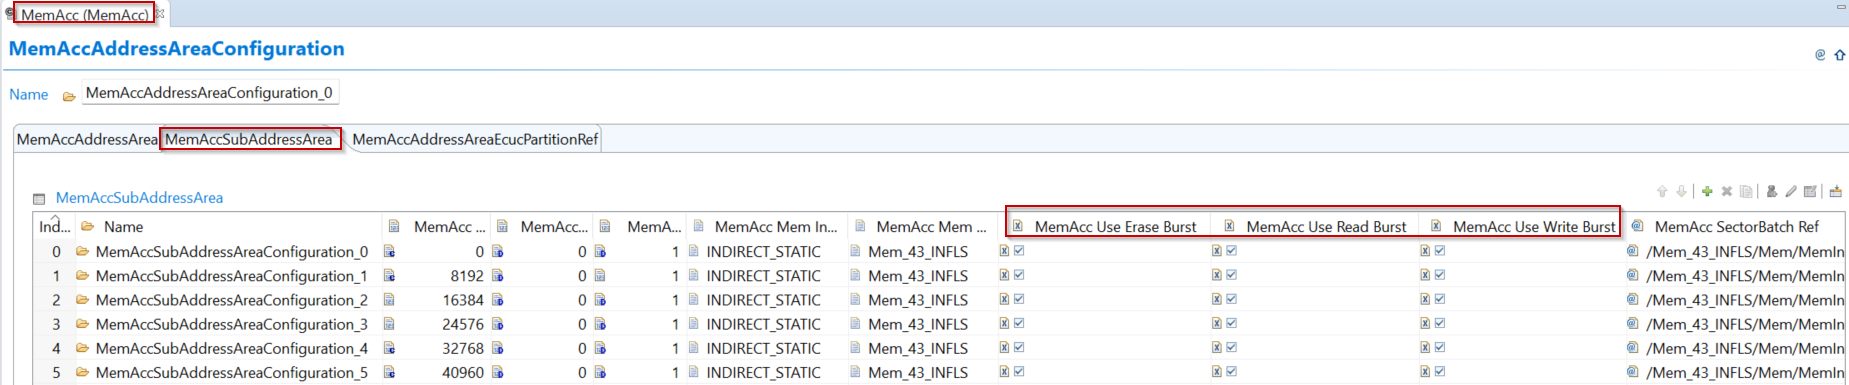 MemAcc (MemAcc)
MemAccAddressAreaConfiguration
Name MemAccAddressAreaConfiguration_0
MemAccAddressArea MemAccSubAddressArea MemAccAddressAreaEcucPartitionRef
MemAccSubAddressArea
Ind... Name MemAcc ... MemAcc... MemA... MemAcc Mem In... MemAcc Mem ... MemAcc Use Erase Burst MemAcc Use Read Burst MemAcc Use Write Burst MemAcc SectorBatch Ref
0 MemAccSubAddressAreaConfiguration_0 0 0 1 INDIRECT_STATIC Mem_43_INFLS /Mem_43_INFLS/Mem/MemIn
1 MemAccSubAddressAreaConfiguration_1 8192 0 1 INDIRECT_STATIC Mem_43_INFLS /Mem_43_INFLS/Mem/MemIn
2 MemAccSubAddressAreaConfiguration_2 16384 0 1 INDIRECT_STATIC Mem_43_INFLS /Mem_43_INFLS/Mem/MemIn
3 MemAccSubAddressAreaConfiguration_3 24576 0 1 INDIRECT_STATIC Mem_43_INFLS /Mem_43_INFLS/Mem/MemIn
4 MemAccSubAddressAreaConfiguration_4 32768 0 1 INDIRECT_STATIC Mem_43_INFLS /Mem_43_INFLS/Mem/MemIn
5 MemAccSubAddressAreaConfiguration_5 40960 0 1 INDIRECT_STATIC Mem_43_INFLS /Mem_43_INFLS/Mem/MemIn